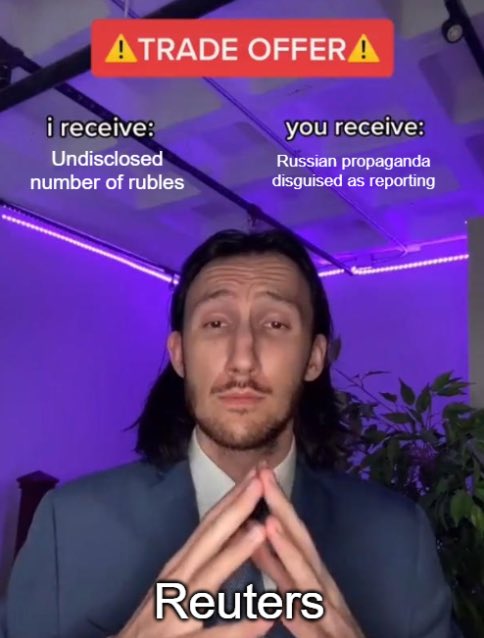 ⚠️TRADE OFFER⚠️
i receive:
you receive:
Undisclosed
number of rubles
Russian propaganda
disguised as reporting
Reuters